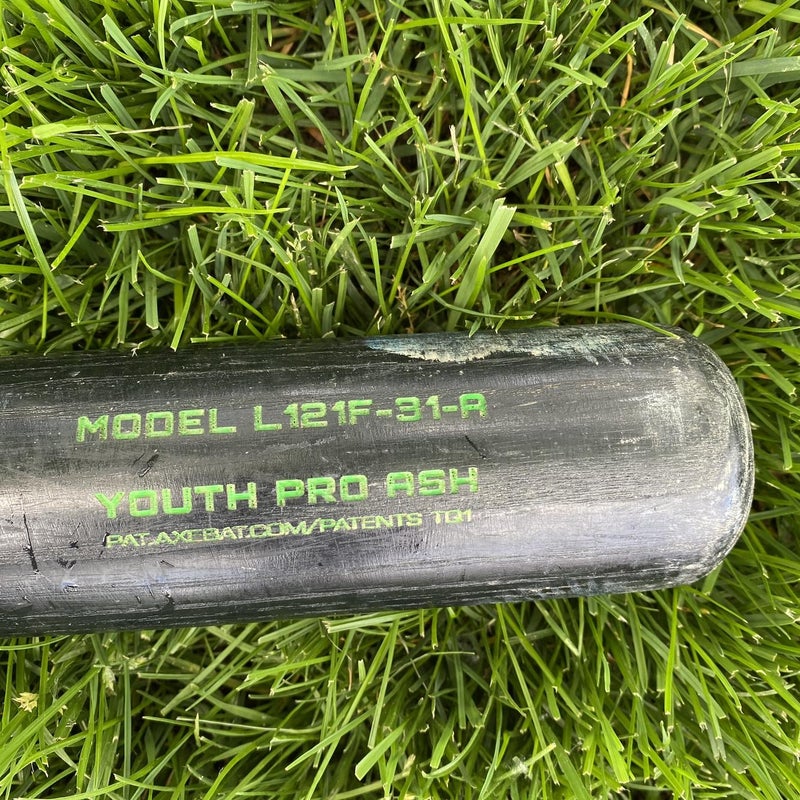 MODEL L121F-31-A
YOUTH PRO ASH
PAT.AXEBAT.COM/PATENTS TQ1